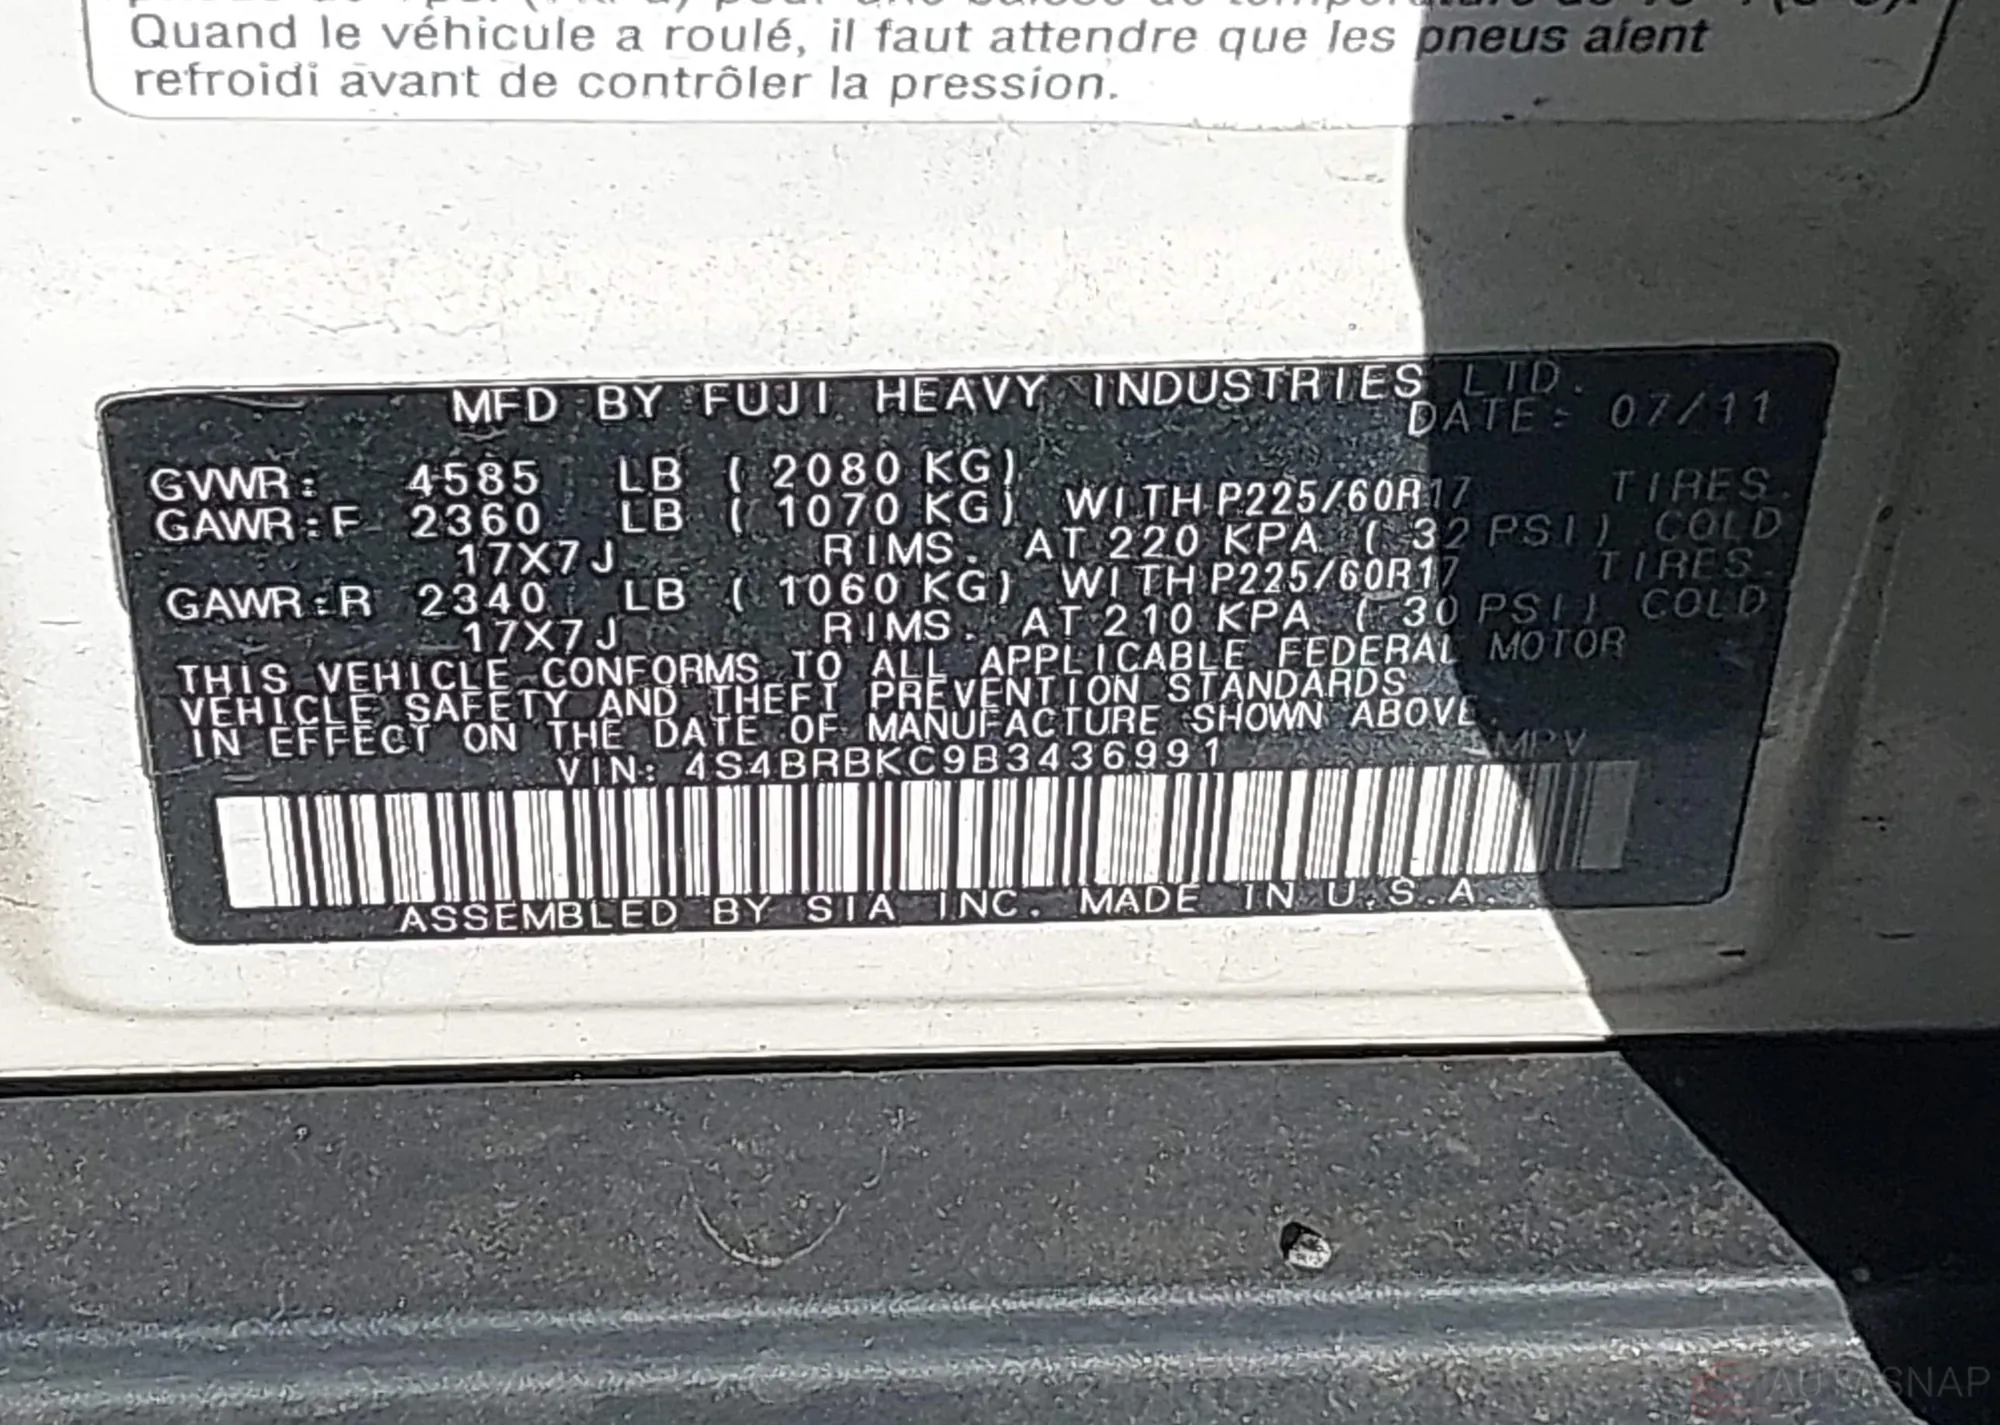 Quand le véhicule a roulé, il faut attendre que les pneus aient
refroidi avant de contrôler la pression.
MFD BY FUJI HEAVY INDUSTRIES LTD.
DATE: 07/11
GVWR: 4585 LB ( 2080 KG)
GAWR:F 2360 LB ( 1070 KG) WITH P225/60R17 TIRES.
17X7J RIMS. AT 220 KPA ( 32 PSI) COLD
GAWR:R 2340 LB ( 1060 KG) WITH P225/60R17 TIRES.
17X7J RIMS. AT 210 KPA ( 30 PSI) COLD
THIS VEHICLE CONFORMS TO ALL APPLICABLE FEDERAL MOTOR
VEHICLE SAFETY AND THEFT PREVENTION STANDARDS
IN EFFECT ON THE DATE OF MANUFACTURE SHOWN ABOVE
VIN: 4S4BRBKC9B3436991 MPV
ASSEMBLED BY SIA INC. MADE IN U.S.A.